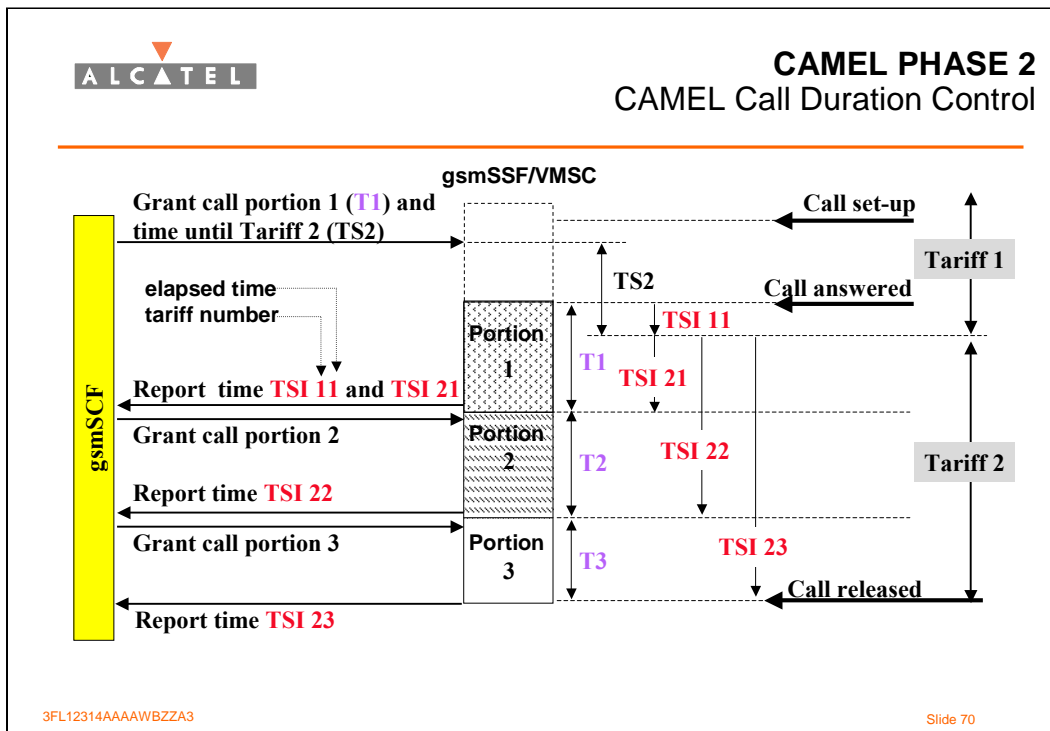 ALCATEL
CAMEL PHASE 2
CAMEL Call Duration Control
gsmSSF/VMSC
Grant call portion 1 (T1) and
time until Tariff 2 (TS2)
Call set-up
Tariff 1
TS2
elapsed time
tariff number
Call answered
TSI 11
Portion
1
T1
TSI 21
Report time TSI 11 and TSI 21
gsmSCF
Grant call portion 2
Portion
2
T2
TSI 22
Tariff 2
Report time TSI 22
Grant call portion 3
Portion
3
T3
TSI 23
Call released
Report time TSI 23
3FL12314AAAAWBZZA3
Slide 70